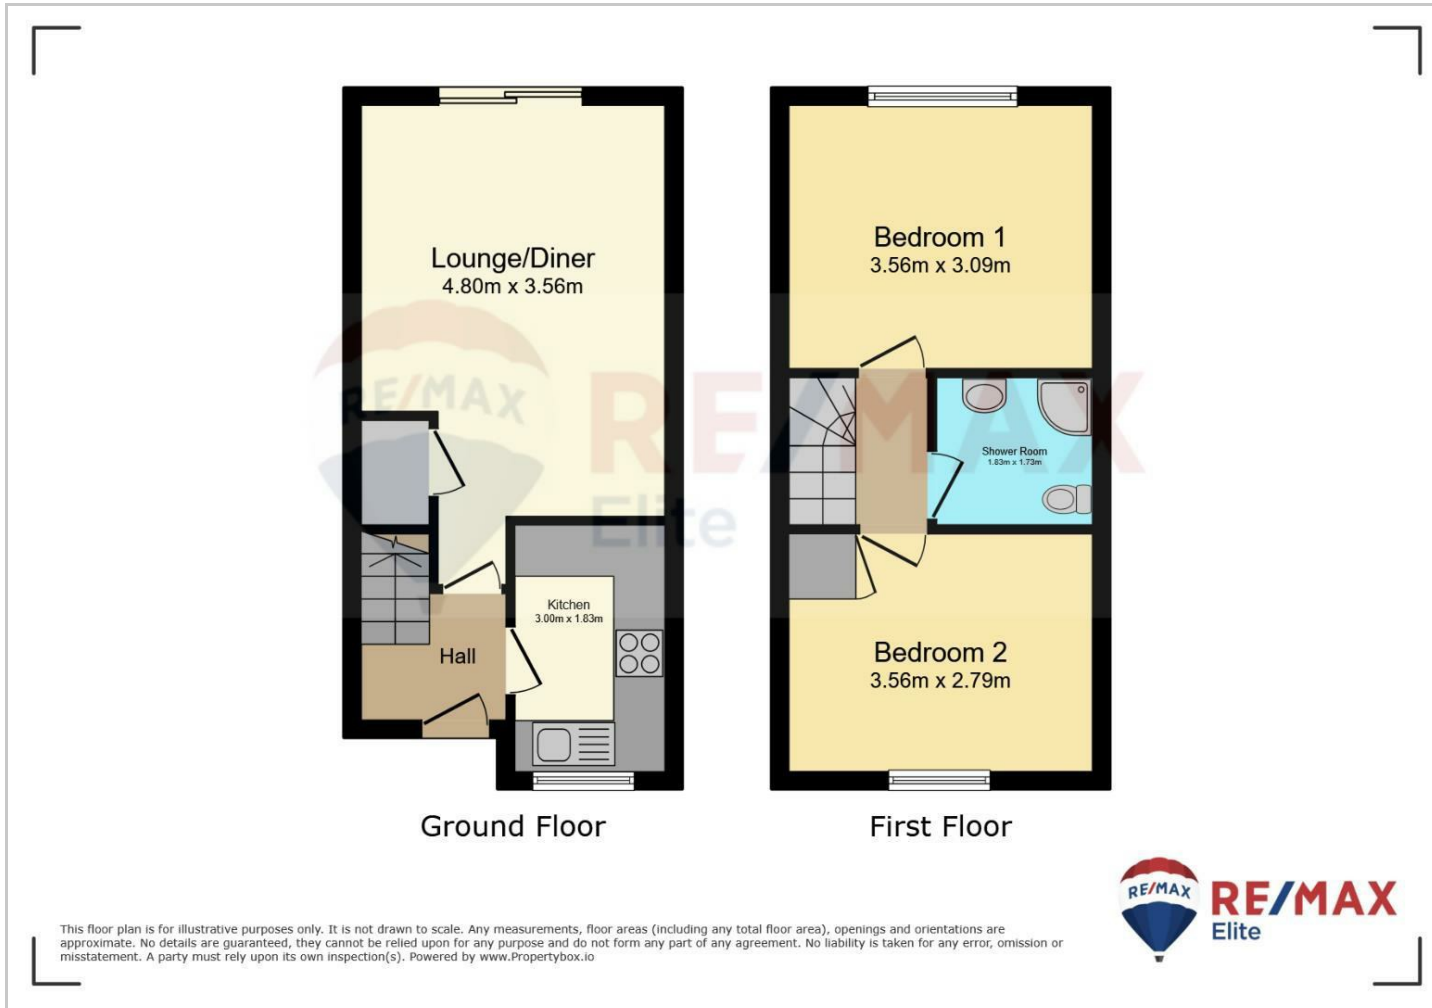 Lounge/Diner
4.80m x 3.56m
Bedroom 1
3.56m x 3.09m
RE/MAX
RE/MAX
Elite
Shower Room
1.83m x 1.73m
Kitchen
3.00m x 1.83m
Hall
Bedroom 2
3.56m x 2.79m
Ground Floor
First Floor
RE/MAX
RE/MAX
Elite
This floor plan is for illustrative purposes only. It is not drawn to scale. Any measurements, floor areas (including any total floor area), openings and orientations are
approximate. No details are guaranteed, they cannot be relied upon for any purpose and do not form any part of any agreement. No liability is taken for any error, omission or
misstatement. A party must rely upon its own inspection(s). Powered by www.Propertybox.io